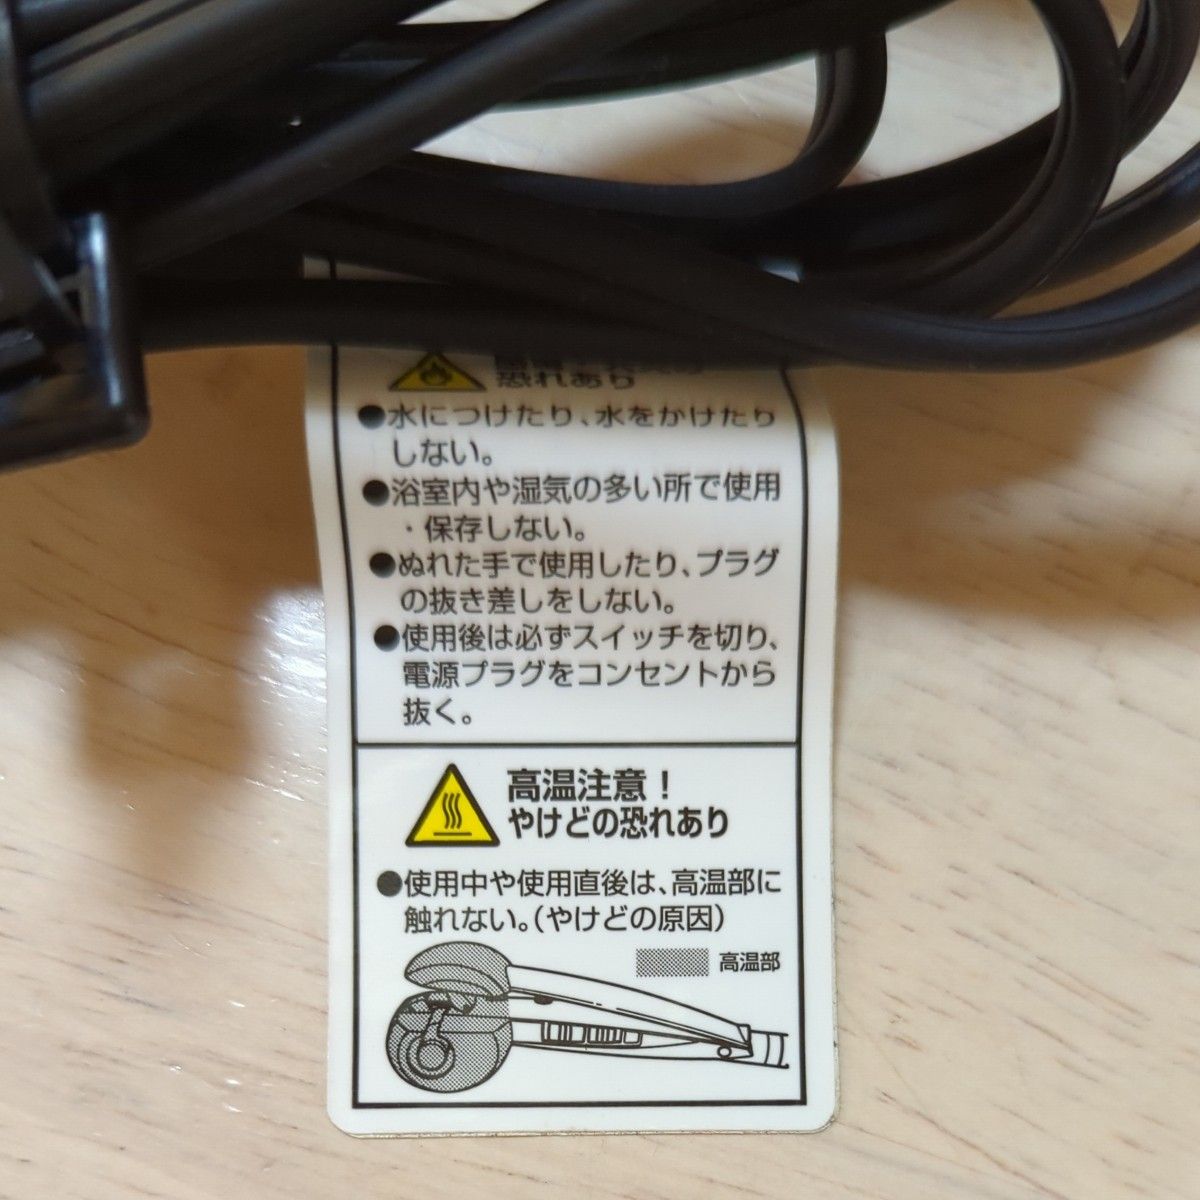 恐れあり
●水につけたり、水をかけたり
しない。
●浴室内や湿気の多い所で使用
・保存しない。
●ぬれた手で使用したり、プラグ
の抜き差しをしない。
●使用後は必ずスイッチを切り、
電源プラグをコンセントから
抜く。
高温注意！
やけどの恐れあり
●使用中や使用直後は、高温部に
触れない。(やけどの原因)
高温部